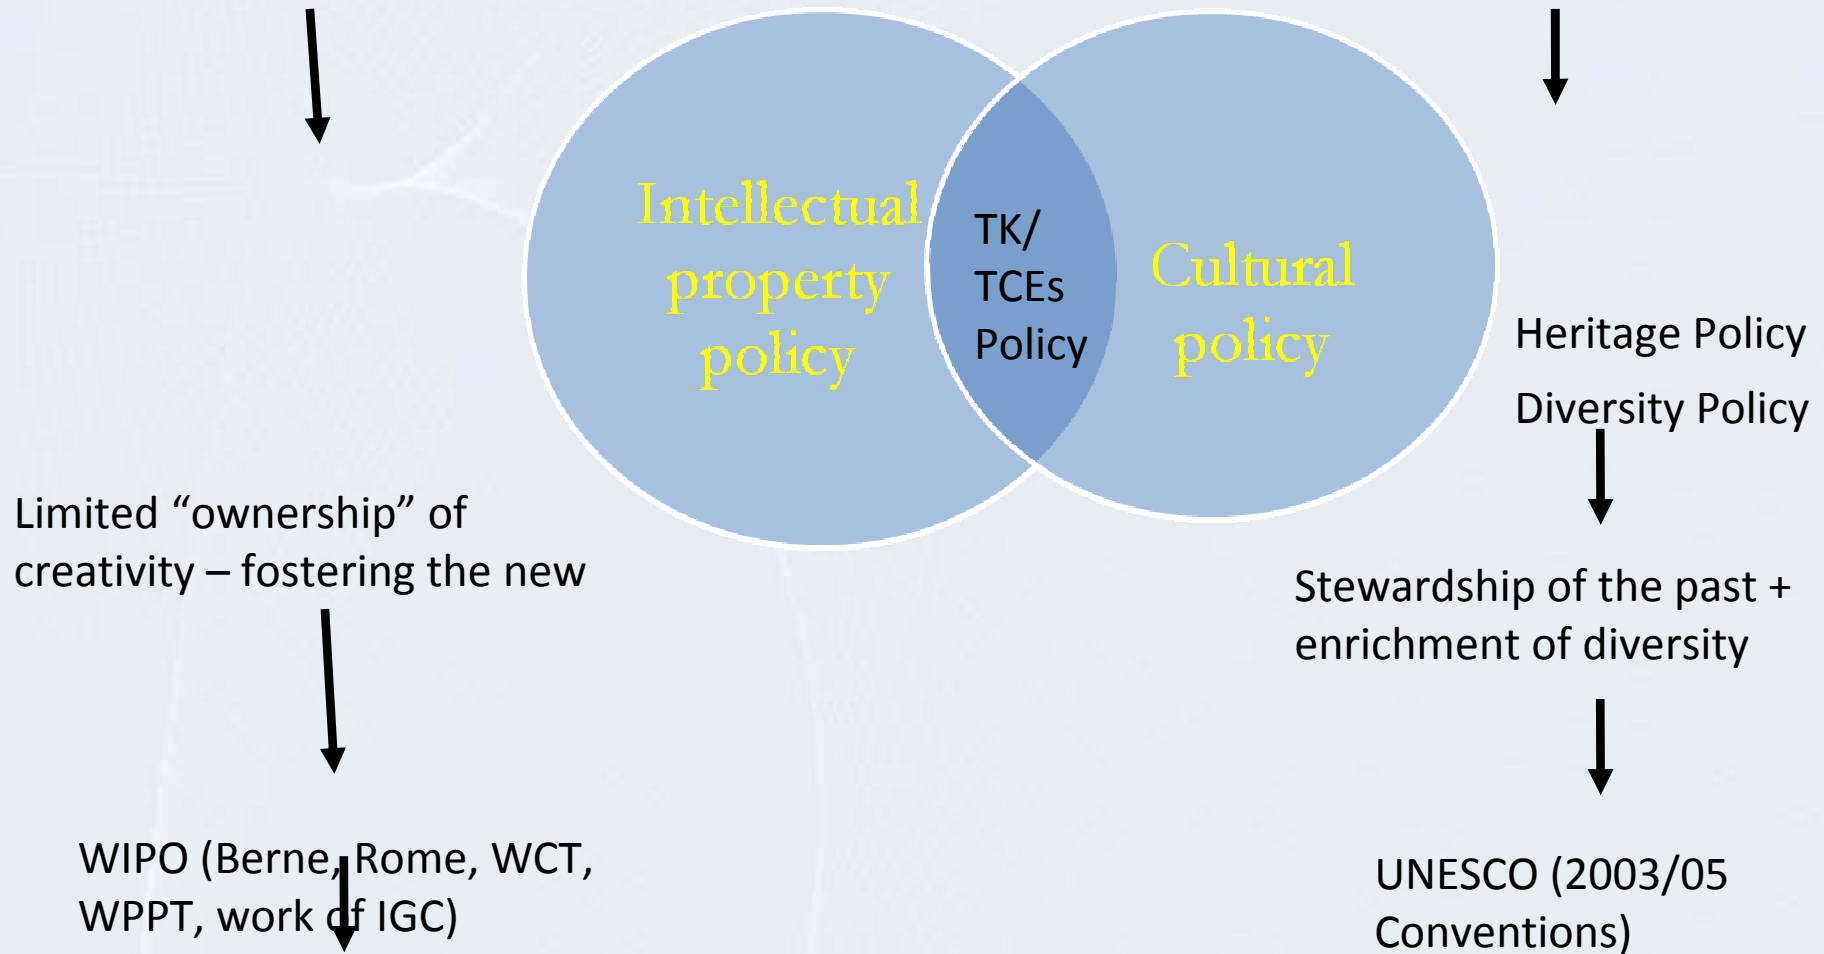 Intellectual
property
policy
TK/
TCEs
Policy
Cultural
policy
Heritage Policy
Diversity Policy
Limited “ownership” of
creativity – fostering the new
Stewardship of the past +
enrichment of diversity
WIPO (Berne, Rome, WCT,
WPPT, work of IGC)
UNESCO (2003/05
Conventions)